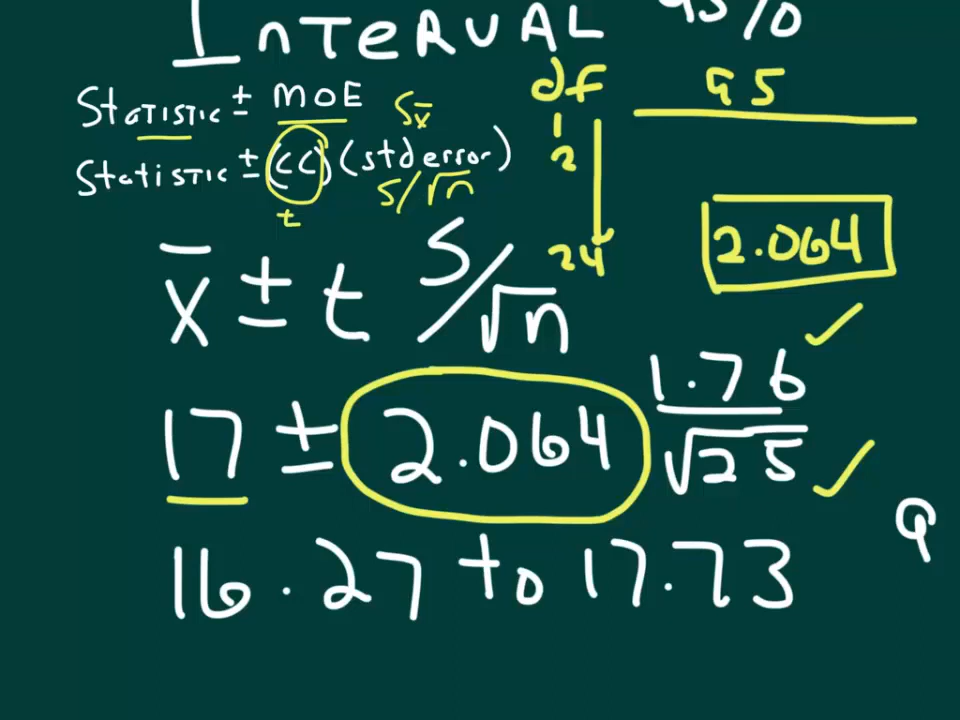 INTERVAL 95%
STATISTIC ± MOE S x̄
Statistic ± (CC)(std error)
t S/√n
df 95
1
2
24
2.064
x̄ ± t S/√n
17 ± 2.064 1.76/√25
16.27 to 17.73